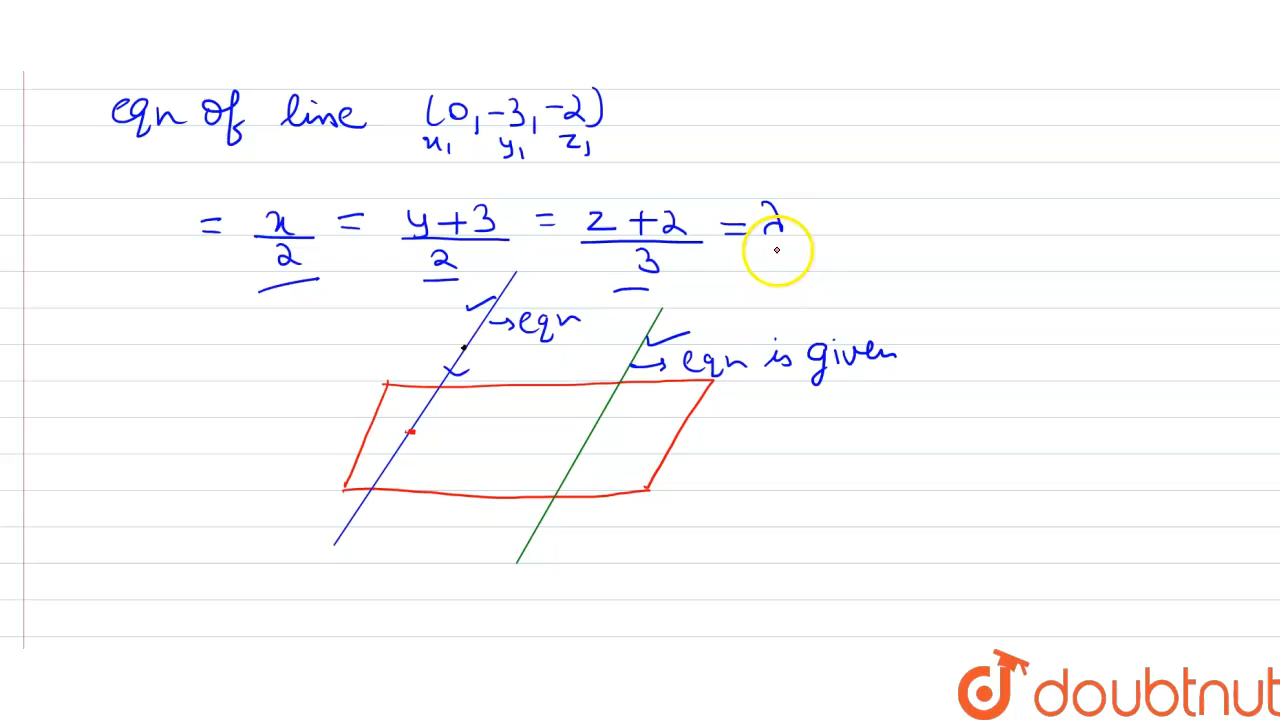 eqn of line (0, -3, -2)
x₁ y₁ z₁
= x/2 = y+3/2 = z+2/3 = λ
→ eqn
→ eqn is given
doubtnut